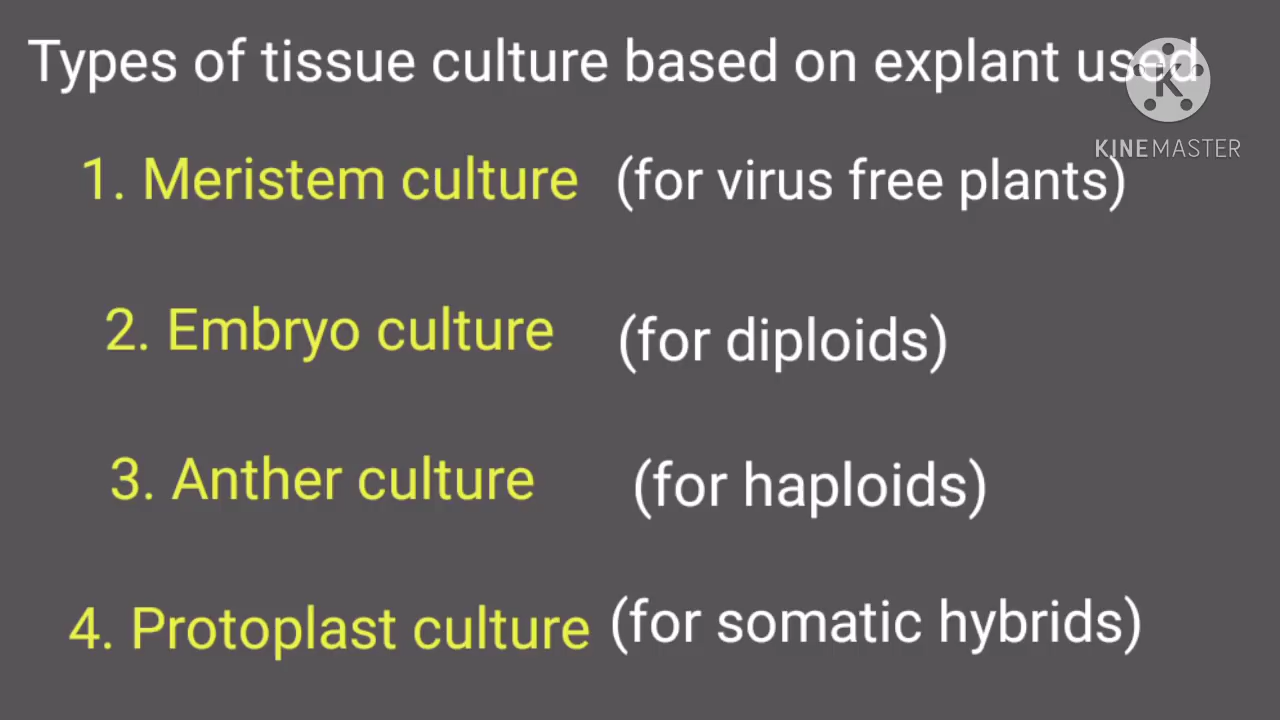 Types of tissue culture based on explant used
KINEMASTER
1. Meristem culture (for virus free plants)
2. Embryo culture (for diploids)
3. Anther culture (for haploids)
4. Protoplast culture (for somatic hybrids)